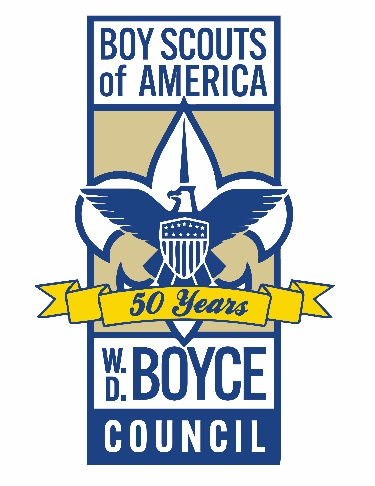 BOY SCOUTS
of AMERICA
50 Years
W.D. BOYCE
COUNCIL